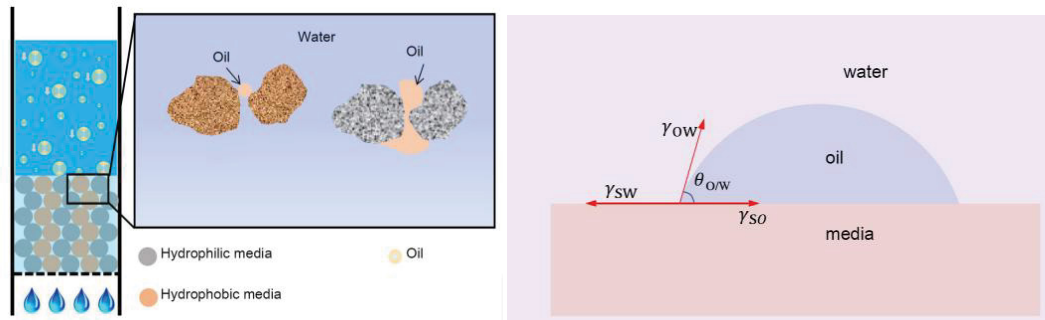 Water
Oil
Oil
Hydrophilic media
Oil
Hydrophobic media
water
γow
oil
γsw
θo/w
γso
media